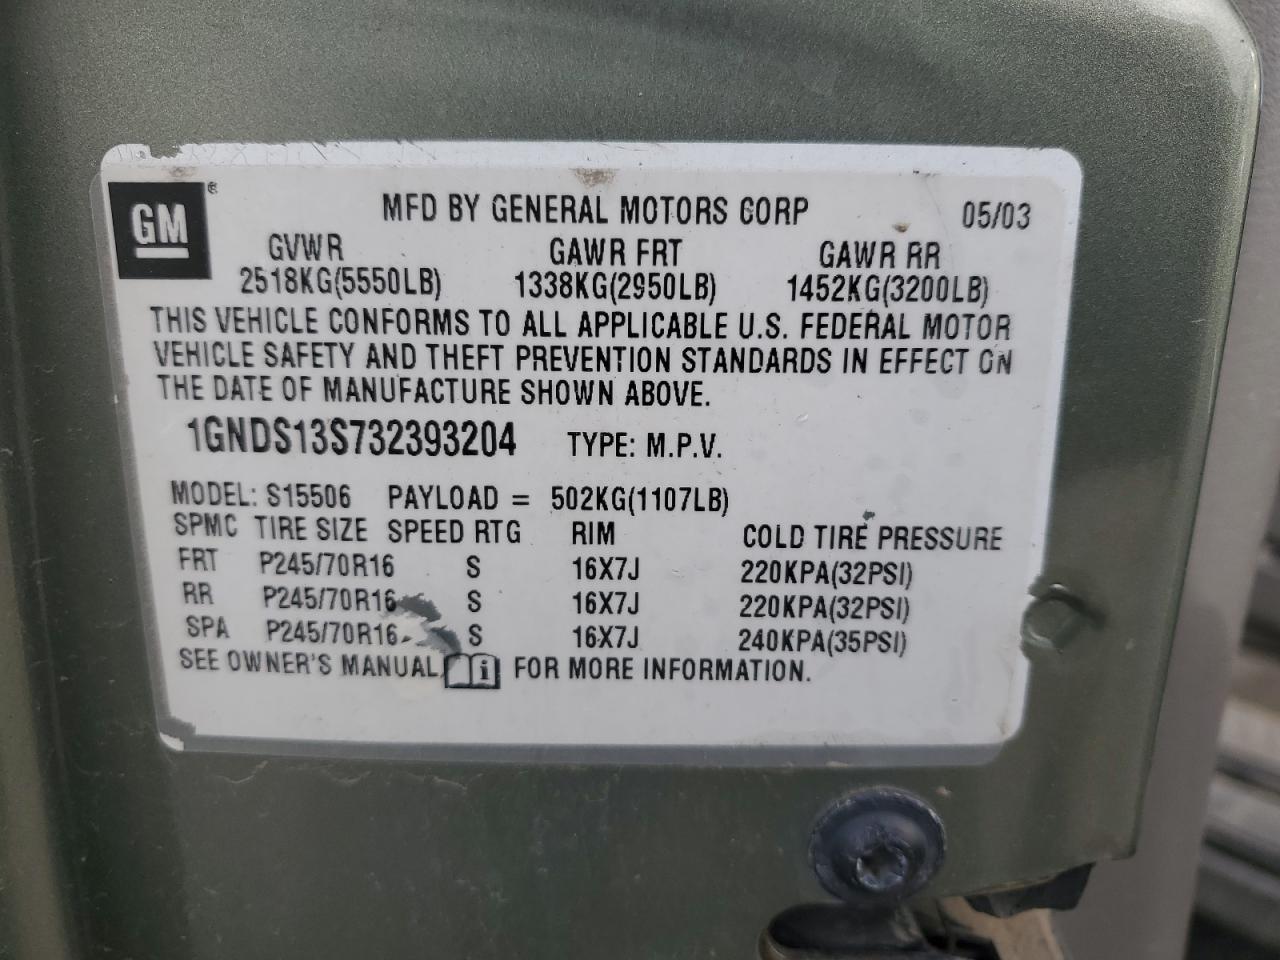 GM ® MFD BY GENERAL MOTORS CORP 05/03
GVWR GAWR FRT GAWR RR
2518KG(5550LB) 1338KG(2950LB) 1452KG(3200LB)
THIS VEHICLE CONFORMS TO ALL APPLICABLE U.S. FEDERAL MOTOR
VEHICLE SAFETY AND THEFT PREVENTION STANDARDS IN EFFECT ON
THE DATE OF MANUFACTURE SHOWN ABOVE.
1GNDS13S732393204 TYPE: M.P.V.
MODEL: S15506 PAYLOAD = 502KG(1107LB)
SPMC TIRE SIZE SPEED RTG RIM COLD TIRE PRESSURE
FRT P245/70R16 S 16X7J 220KPA(32PSI)
RR P245/70R16 S 16X7J 220KPA(32PSI)
SPA P245/70R16 S 16X7J 240KPA(35PSI)
SEE OWNER'S MANUAL i FOR MORE INFORMATION.